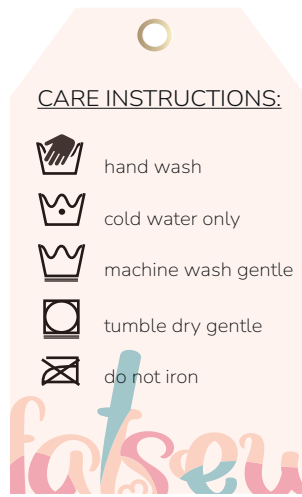 CARE INSTRUCTIONS:
hand wash
cold water only
machine wash gentle
tumble dry gentle
do not iron